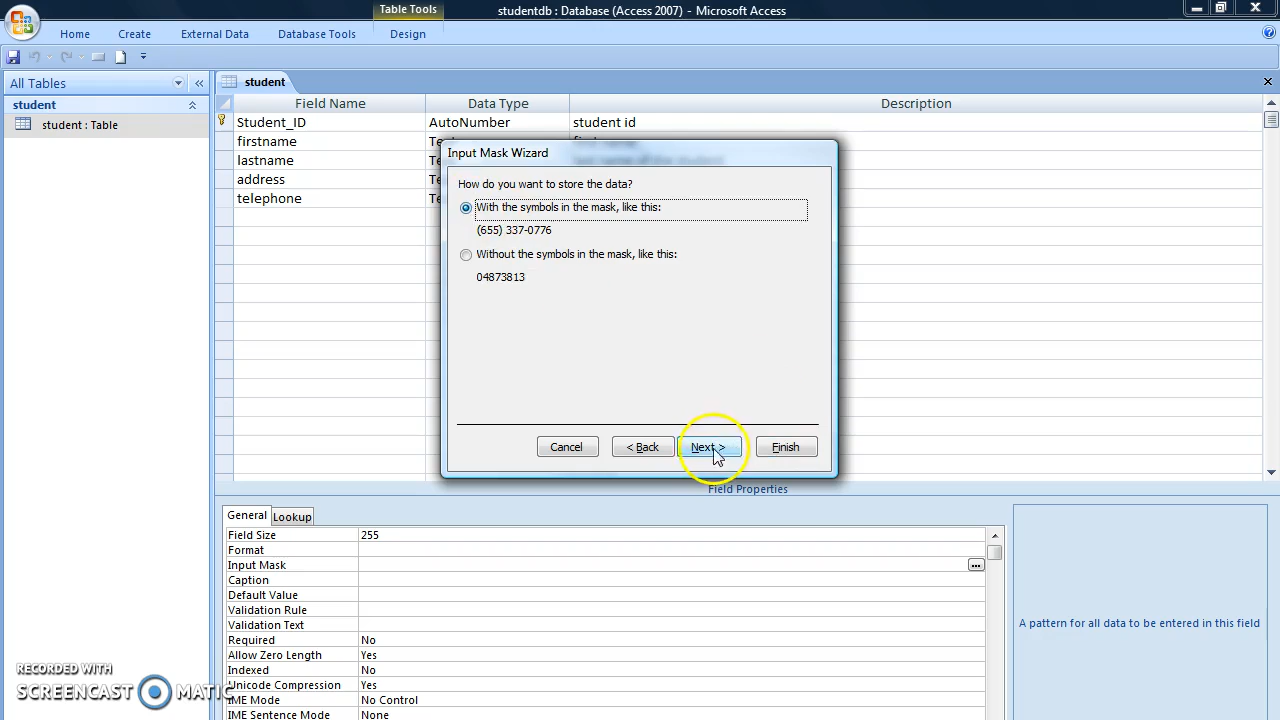 Table Tools
studentdb : Database (Access 2007) - Microsoft Access
Home
Create
External Data
Database Tools
Design
All Tables
student
student : Table
student
Field Name
Data Type
Description
Student_ID
AutoNumber
student id
firstname
lastname
address
telephone
Input Mask Wizard
How do you want to store the data?
With the symbols in the mask, like this:
(655) 337-0776
Without the symbols in the mask, like this:
04873813
Cancel
< Back
Next >
Finish
Field Properties
General
Lookup
Field Size
255
Format
Input Mask
...
Caption
Default Value
Validation Rule
Validation Text
Required
No
Allow Zero Length
Yes
Indexed
No
Unicode Compression
Yes
IME Mode
No Control
IME Sentence Mode
None
A pattern for all data to be entered in this field
RECORDED WITH
SCREENCAST MATIC